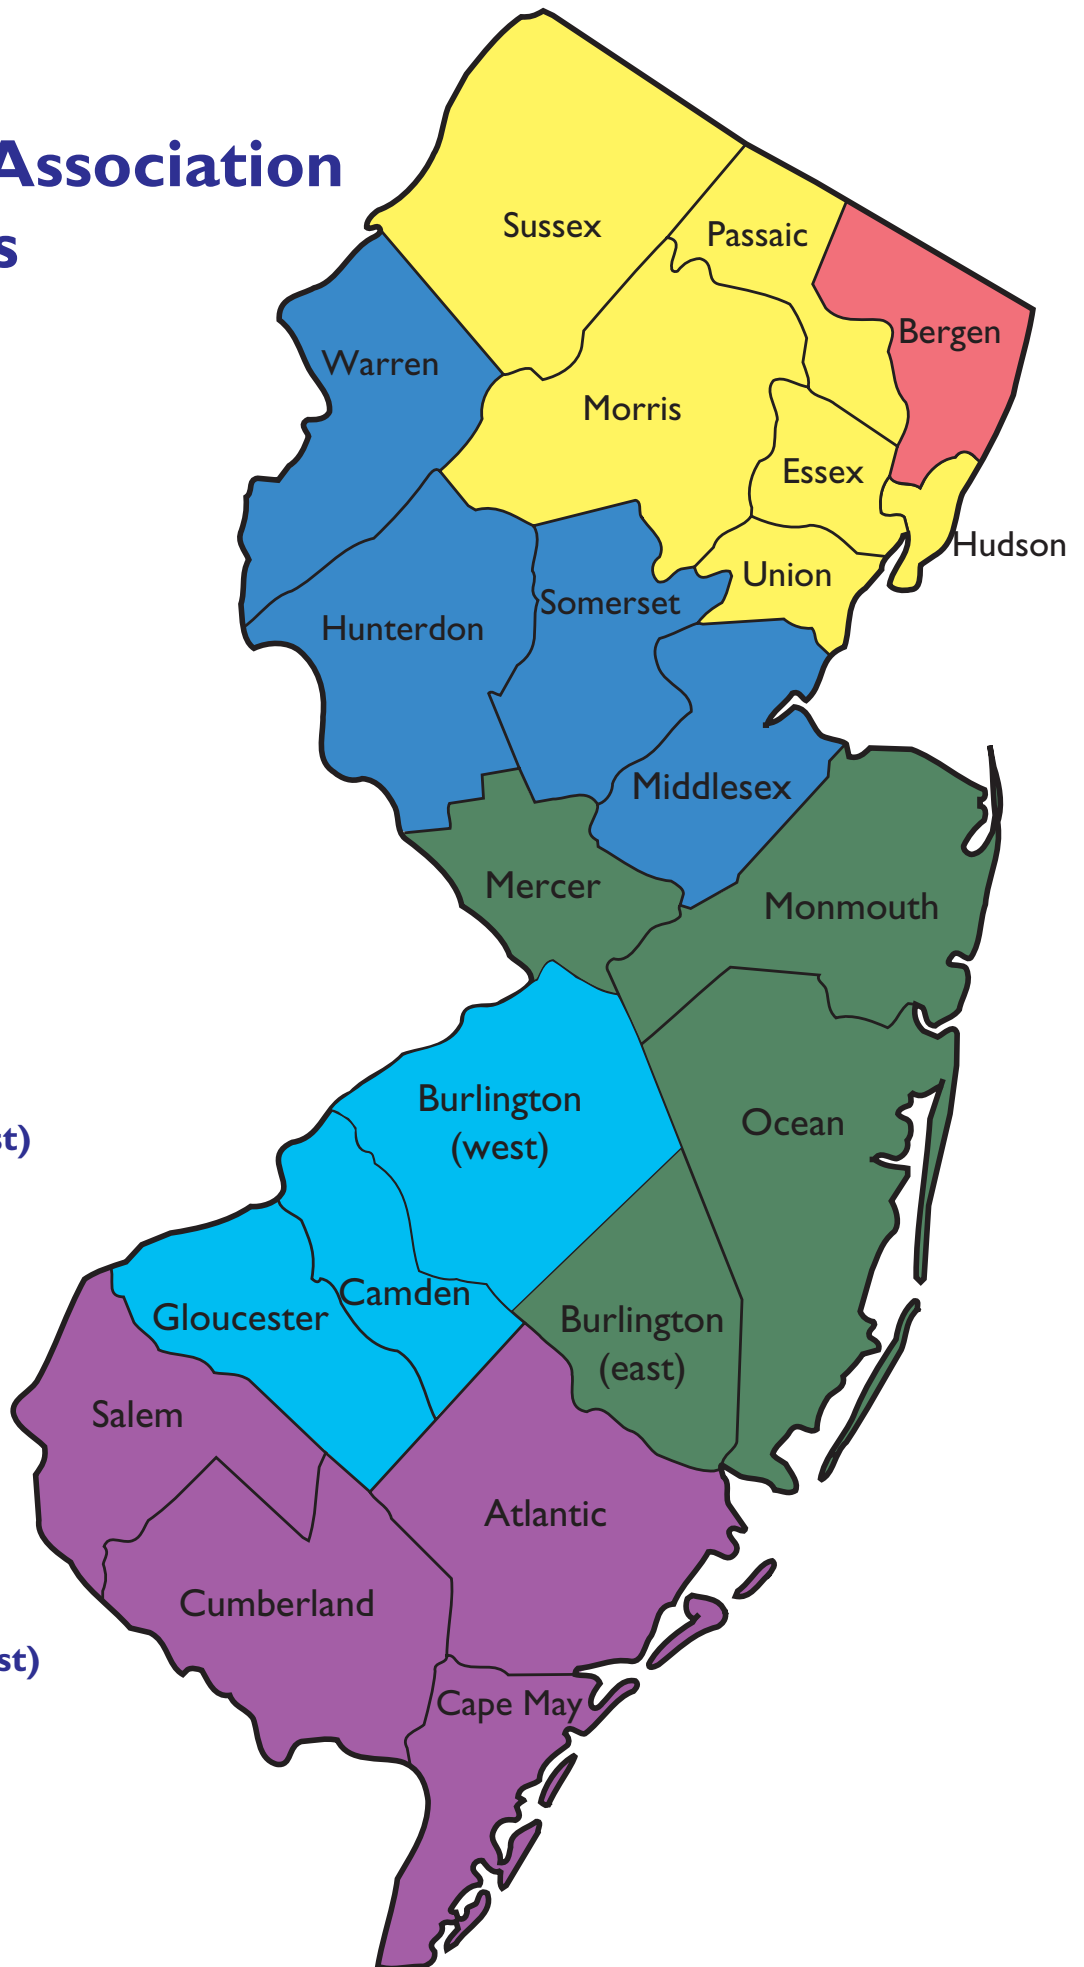 Association
s
Sussex
Passaic
Bergen
Warren
Morris
Essex
Hudson
Union
Somerset
Hunterdon
Middlesex
Mercer
Monmouth
Burlington
(west)
Ocean
st)
Camden
Gloucester
Burlington
(east)
Salem
Atlantic
Cumberland
st)
Cape May